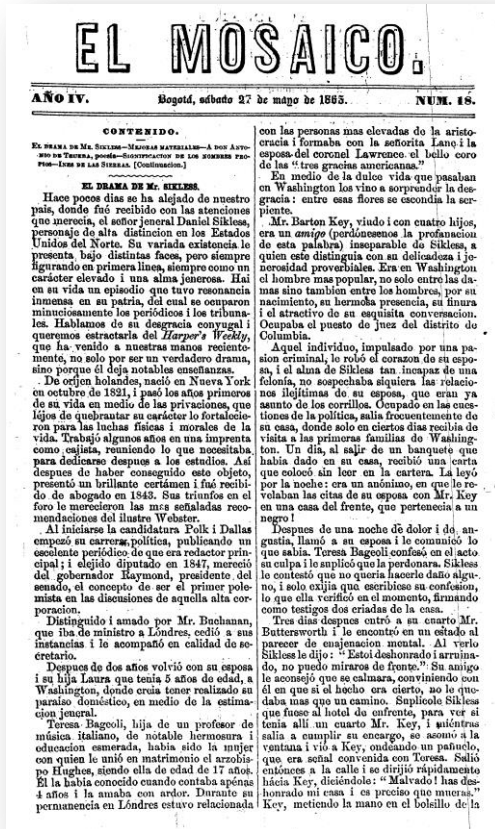 EL MOSAICO.
AÑO IV. Bogotá, sábado 27 de mayo de 1865. NUM. 18.
CONTENIDO.
EL DRAMA DE MR. SIKLESS—MEJORAS MATERIALES—A DON ANTO-
NIO DE TRUEBA, poesía—SIGNIFICACION DE LOS NOMBRES PRO-
PIOS—INES DE LAS SIERRAS. [Continuacion.]
EL DRAMA DE Mr. SIKLESS.
Hace pocos dias se ha alejado de nuestro
pais, donde fué recibido con las atenciones
que merecia, el señor jeneral Daniel Sikless,
personaje de alta distincion en los Estados
Unidos del Norte. Su variada existencia le
presenta bajo distintas faces, pero siempre
figurando en primera linea, siempre como un
carácter elevado i una alma jenerosa. Hai
en su vida un episodio que tuvo resonancia
inmensa en su patria, del cual se ocuparon
minuciosamente los periódicos i los tribuna-
les. Hablamos de su desgracia conyugal i
queremos estractarla del Harper's Weekly,
que ha venido a nuestras manos reciente-
mente, no solo por ser un verdadero drama,
sino porque él deja notables enseñanzas.
De oríjen holandes, nació en Nueva York
en octubre de 1821, i pasó los años primeros
de su vida en medio de las privaciones, que
léjos de quebrantar su carácter lo fortalecie-
ron para las luchas físicas i morales de la
vida. Trabajó algunos años en una imprenta
como cajista, reuniendo lo que necesitaba
para dedicarse despues a los estudios. Así
despues de haber conseguido este objeto,
presentó un brillante certámen i fué recibi-
do de abogado en 1843. Sus triunfos en el
foro le merecieron las mas señaladas reco-
mendaciones del ilustre Webster.
Al iniciarse la candidatura Polk i Dallas
empezó su carrera política, publicando un
escelente periódico de que era redactor prin-
cipal; i elejido diputado en 1847, mereció
del gobernador Raymond, presidente del
senado, el concepto de ser el primer pole-
mista en las discusiones de aquella alta cor-
poracion.
Distinguido i amado por Mr. Buchanan,
que iba de ministro a Lóndres, cedió a sus
instancias i le acompañó en calidad de se-
cretario.
Despues de dos años volvió con su esposa
i su hija Laura que tenia 5 años de edad, a
Washington, donde creia tener realizado su
paraiso doméstico, en medio de la estima-
cion jeneral.
Teresa Bageoli, hija de un profesor de
música italiano, de notable hermosura i
educacion esmerada, habia sido la mujer
con quien le unió en matrimonio el arzobis-
po Hughes, siendo ella de edad de 17 años.
El la habia conocido cuando contaba apenas
4 años i la amaba con ardor. Durante su
permanencia en Lóndres estuvo relacionada
con las personas mas elevadas de la aristo-
cracia i formaba con la señorita Lane i la
esposa del coronel Lawrence el bello coro
de las "tres gracias americanas."
En medio de la dulce vida que pasaban
en Washington los vino a sorprender la des-
gracia: entre esas flores se escondia la ser-
piente.
Mr. Barton Key, viudo i con cuatro hijos,
era un amigo (perdónesenos la profanacion
de esta palabra) inseparable de Sikless, a
quien este distinguia con su delicadeza i je-
nerosidad proverbiales. Era en Washington
el hombre mas popular, no solo entre las da-
mas sino tambien entre los hombres, por su
nacimiento, su hermosa presencia, su finura
i el atractivo de su esquisita conversacion.
Ocupaba el puesto de juez del distrito de
Columbia.
Aquel individuo, impulsado por una pa-
sion criminal, le robó el corazon de su espo-
sa, i el alma de Sikless tan incapaz de una
felonía, no sospechaba siquiera las relacio-
nes ilejítimas de su esposa, que eran ya
asunto de los corrillos. Ocupado en las cues-
tiones de la política, salia frecuentemente de
su casa, donde solo en ciertos dias recibia de
visita a las primeras familias de Washing-
ton. Un dia, al salir de un banquete que
habia dado en su casa, recibió una carta
que colocó sin leer en la cartera. La leyó
por la noche: era un anónimo, en que le re-
velaban las citas de su esposa con Mr. Key
en una casa del frente, que pertenecia a un
negro!
Despues de una noche de dolor i de an-
gustia, llamó a su esposa i le comunicó lo
que sabia. Teresa Bageoli confesó en el acto
su culpa i le suplicó que la perdonara. Sikless
le contestó que no queria hacerle daño algu-
no, i solo exijia que escribiese su confesion,
lo que ella verificó en el momento, firmando
como testigos dos criadas de la casa.
Tres dias despues entró a su cuarto Mr.
Buttersworth i le encontró en un estado al
parecer de enajenacion mental. Al verlo
Sikless le dijo: "Estoi deshonrado i arruina-
do, no puedo miraros de frente." Su amigo
le aconsejó que se calmara, conviniendo con
él en que si el hecho era cierto, no le que-
daba mas que un camino. Suplicole Sikless
que fuese al hotel de enfrente, para ver si
tenia allí un cuarto Mr. Key, i miéntras
salia a cumplir su encargo, se asomó a la
ventana i vió a Key, ondeando un pañuelo,
que era señal convenida con Teresa. Salió
entónces a la calle i se dirijió rápidamente
hácia Key, diciéndole: "Malvado! has des-
honrado mi casa i es preciso que mueras."
Key, metiendo la mano en el bolsillo de la